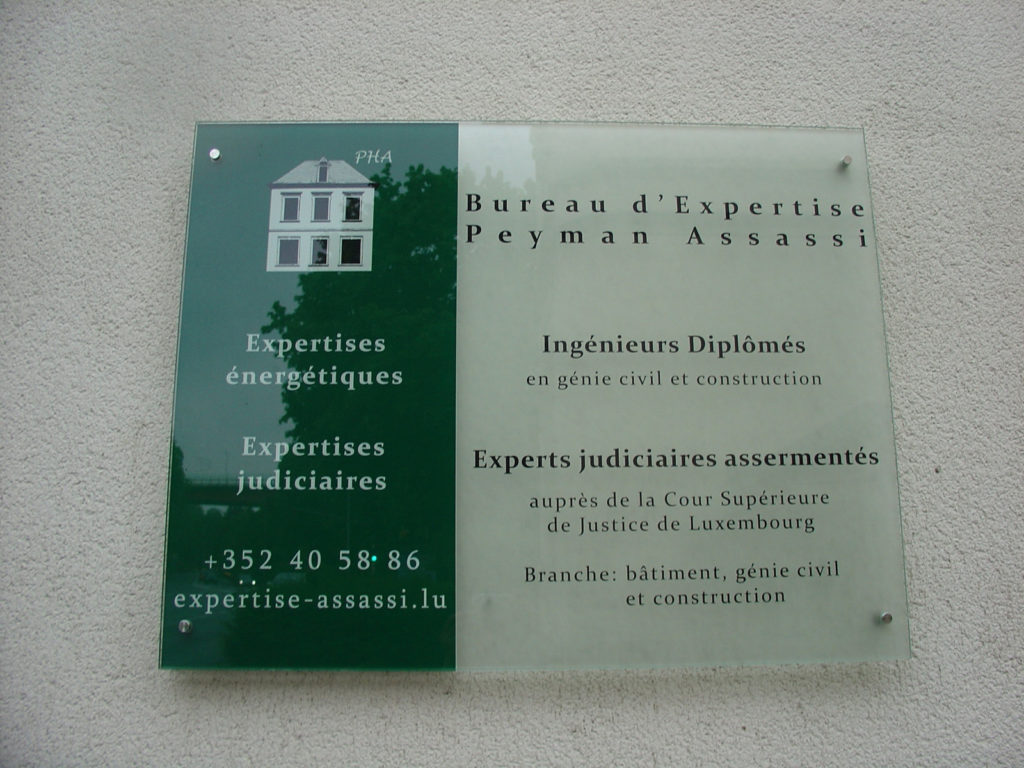 PHA
Expertises
énergétiques
Expertises
judiciaires
+352 40 58 86
expertise-assassi.lu
Bureau d'Expertise
Peyman Assassi
Ingénieurs Diplômés
en génie civil et construction
Experts judiciaires assermentés
auprès de la Cour Supérieure
de Justice de Luxembourg
Branche: bâtiment, génie civil
et construction